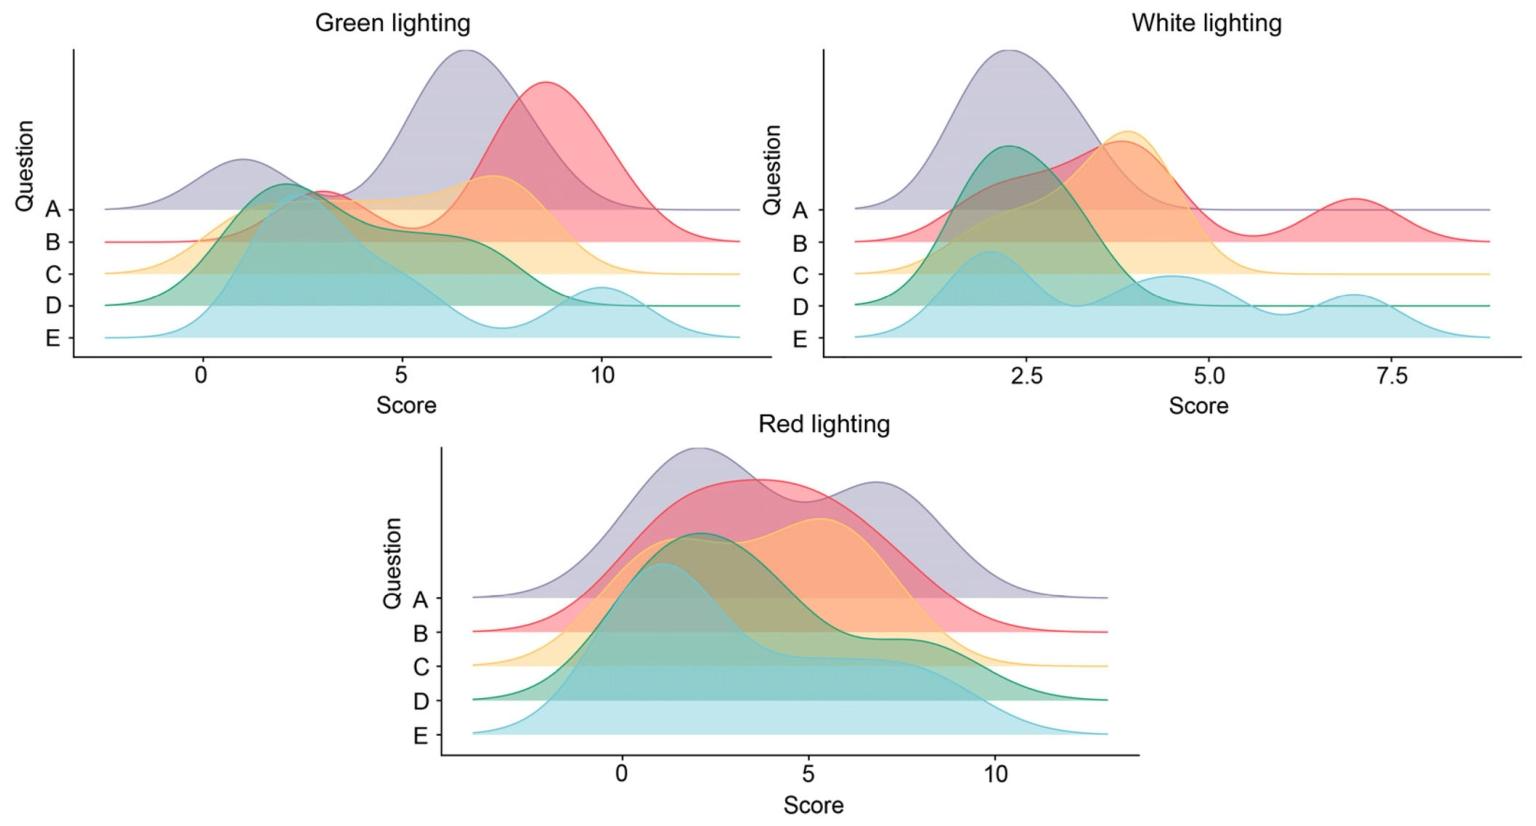 Green lighting
Question
A
B
C
D
E
0 5 10
Score
White lighting
Question
A
B
C
D
E
2.5 5.0 7.5
Score
Red lighting
Question
A
B
C
D
E
0 5 10
Score